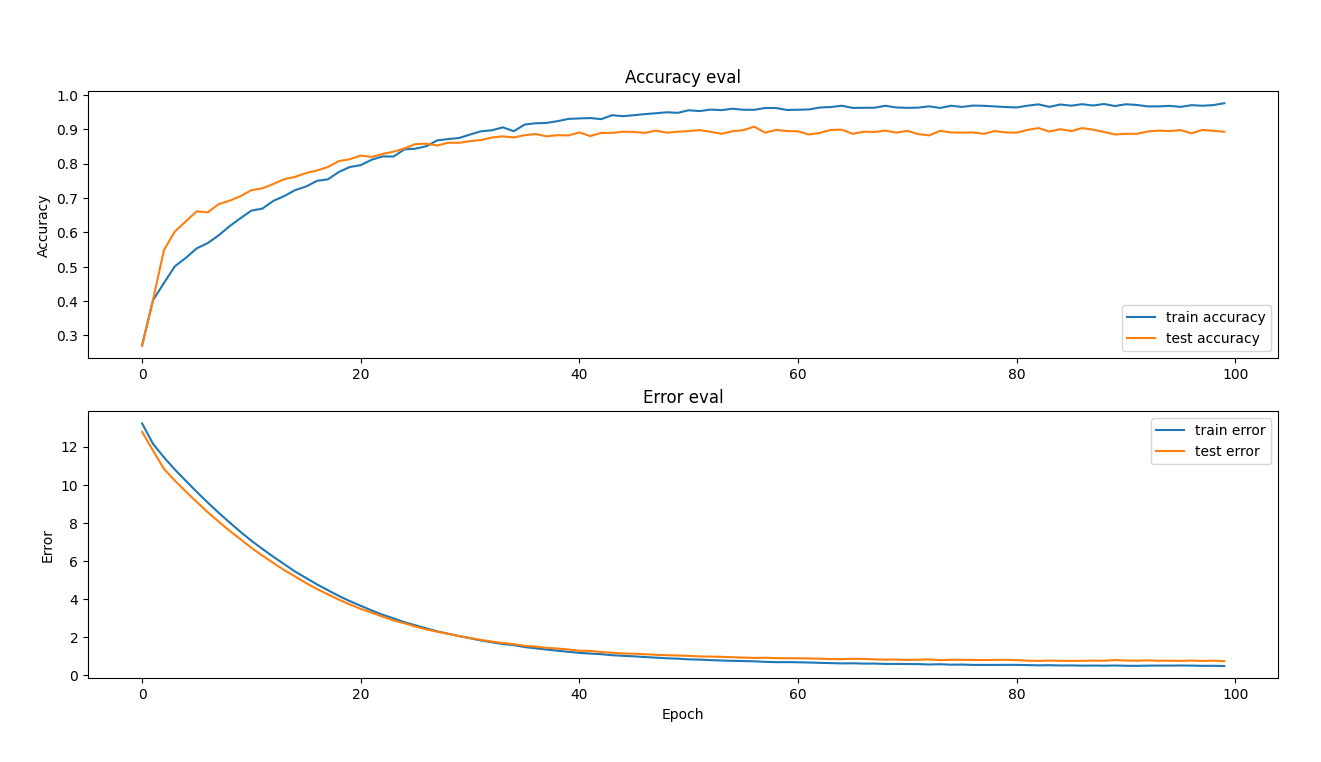 Accuracy eval
1.0
0.9
0.8
0.7
0.6
0.5
0.4
0.3
Accuracy
train accuracy
test accuracy
0 20 40 60 80 100
Error eval
12
10
8
6
4
2
0
Error
train error
test error
0 20 40 60 80 100
Epoch